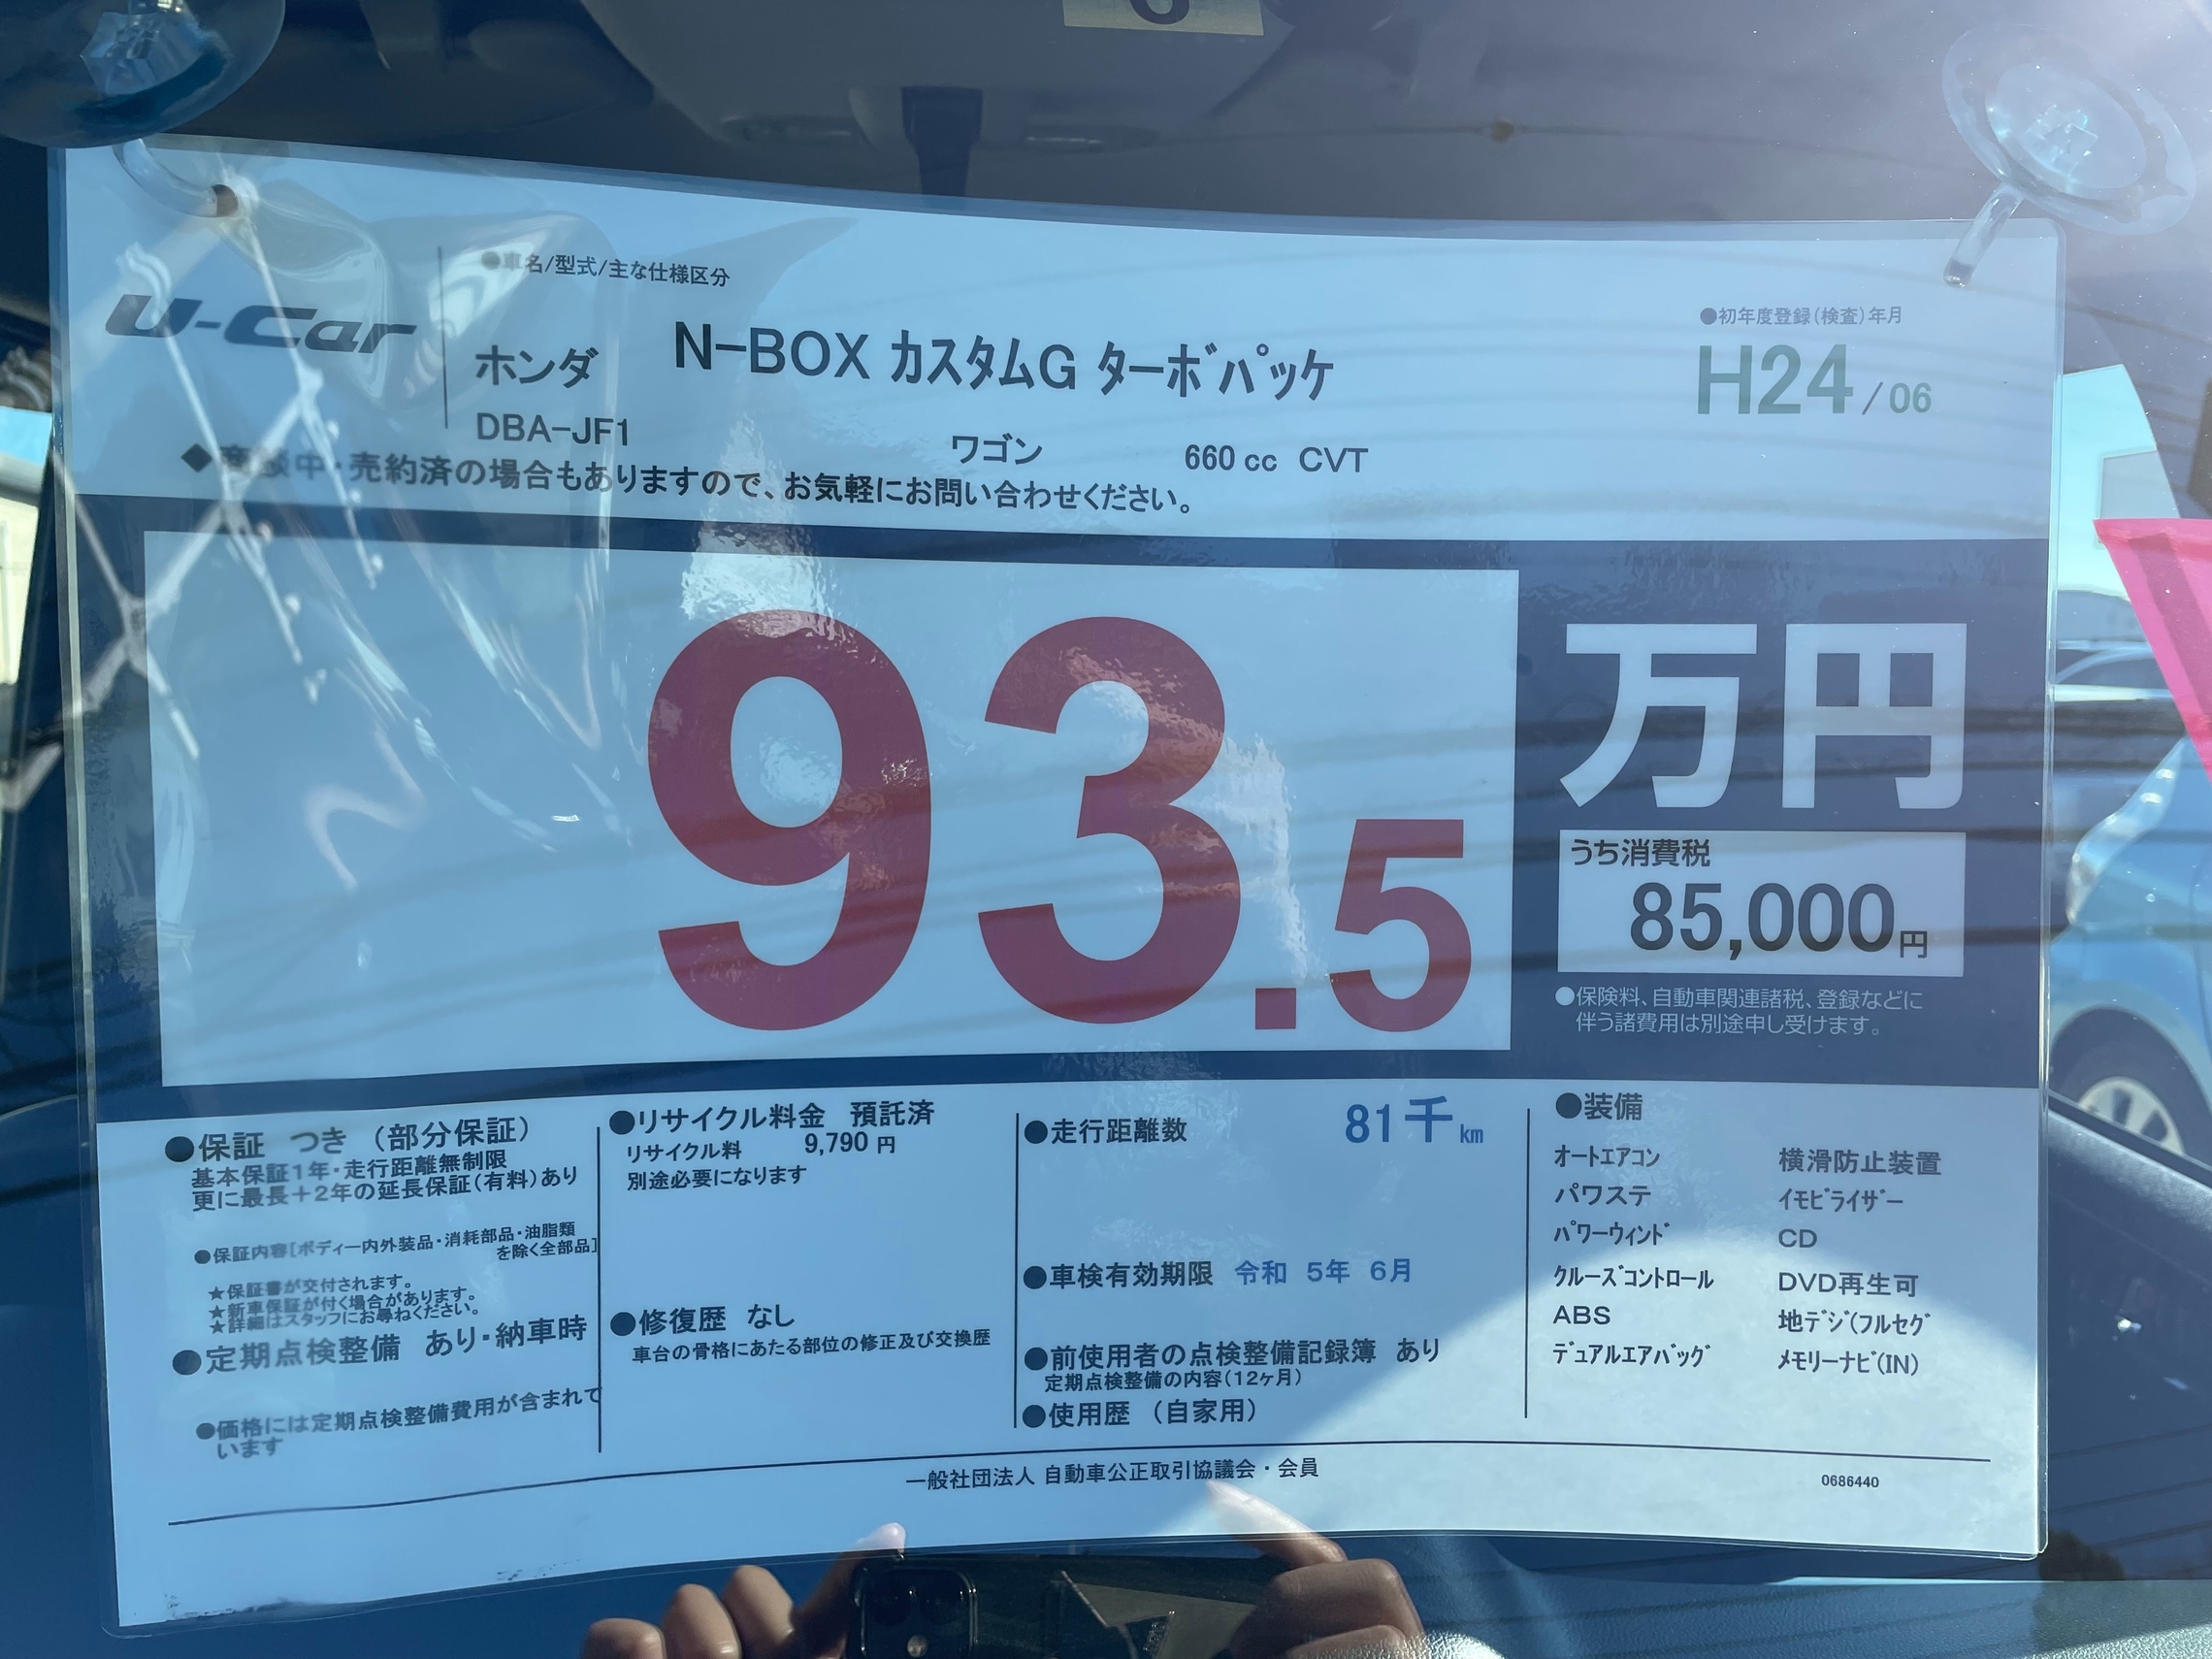 U-Car
●車名/型式/主な仕様区分
ホンダ N−BOX カスタムG ターボパッケ
DBA−JF1 ワゴン 660 cc CVT
●初年度登録(検査)年月
H24/06
◆商談中・売約済の場合もありますので、お気軽にお問い合わせください。
93.5
万円
うち消費税
85,000円
●保険料、自動車関連諸税、登録などに
伴う諸費用は別途申し受けます。
●保証 つき (部分保証)
基本保証1年・走行距離無制限
更に最長+2年の延長保証(有料)あり
●保証内容[ボディー内外装品・消耗部品・油脂類
を除く全部品]
★保証書が交付されます。
★新車保証が付く場合があります。
★詳細はスタッフにお尋ねください。
●定期点検整備 あり・納車時
●価格には定期点検整備費用が含まれて
います
●リサイクル料金 預託済
リサイクル料 9,790 円
別途必要になります
●修復歴 なし
車台の骨格にあたる部位の修正及び交換歴
●走行距離数 81千km
●車検有効期限 令和 5年 6月
●前使用者の点検整備記録簿 あり
定期点検整備の内容(12ヶ月)
●使用歴 (自家用)
●装備
オートエアコン 横滑防止装置
パワステ イモビライザー
パワーウィンド CD
クルーズコントロール DVD再生可
ABS 地デジ(フルセグ
デュアルエアバッグ メモリーナビ(IN)
一般社団法人 自動車公正取引協議会・会員
0686440